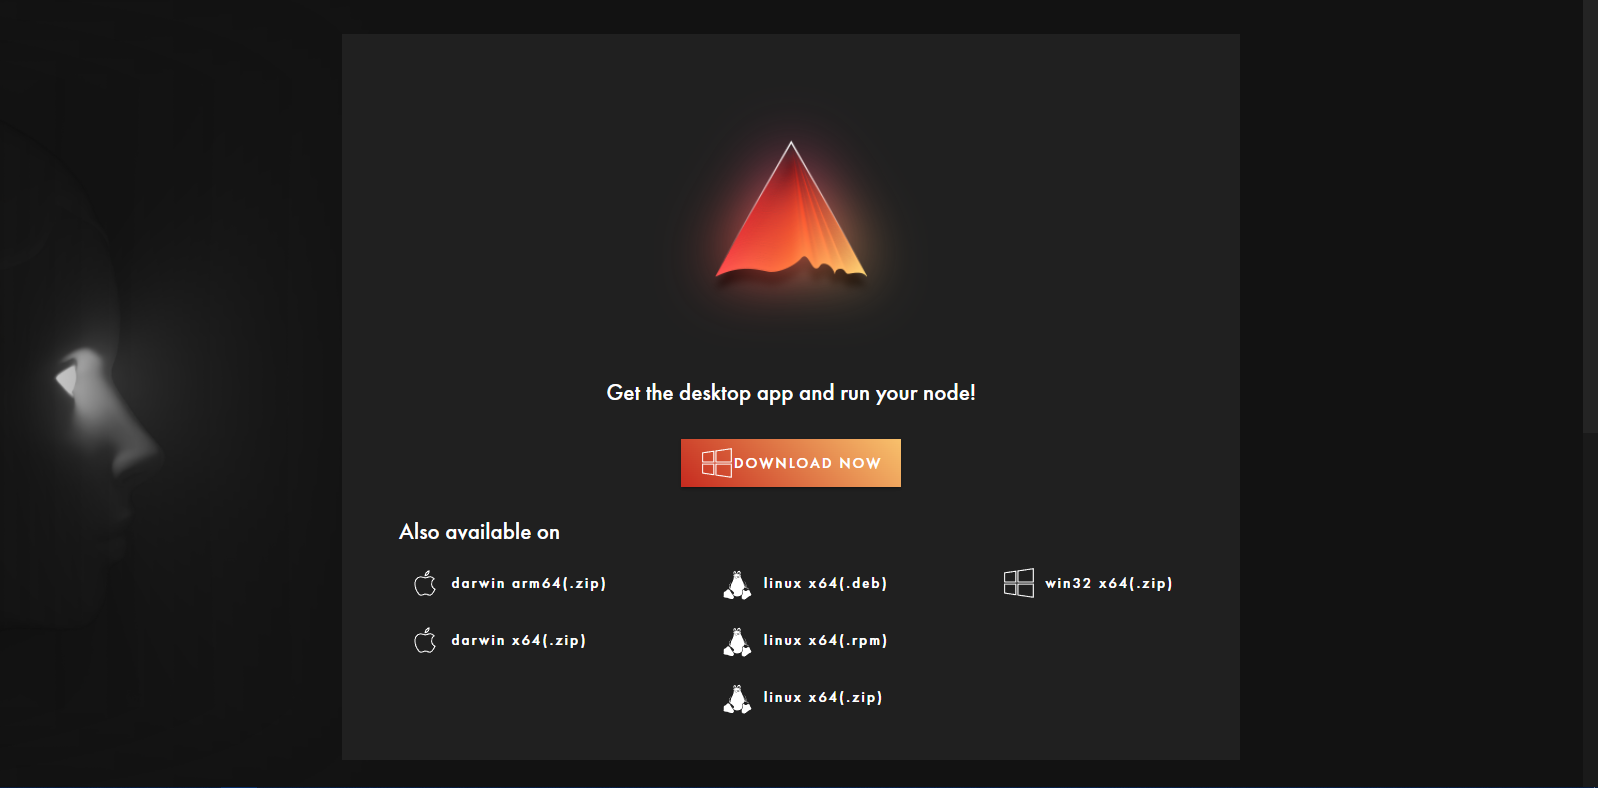 Get the desktop app and run your node!
DOWNLOAD NOW
Also available on
darwin arm64(.zip)
linux x64(.deb)
win32 x64(.zip)
darwin x64(.zip)
linux x64(.rpm)
linux x64(.zip)